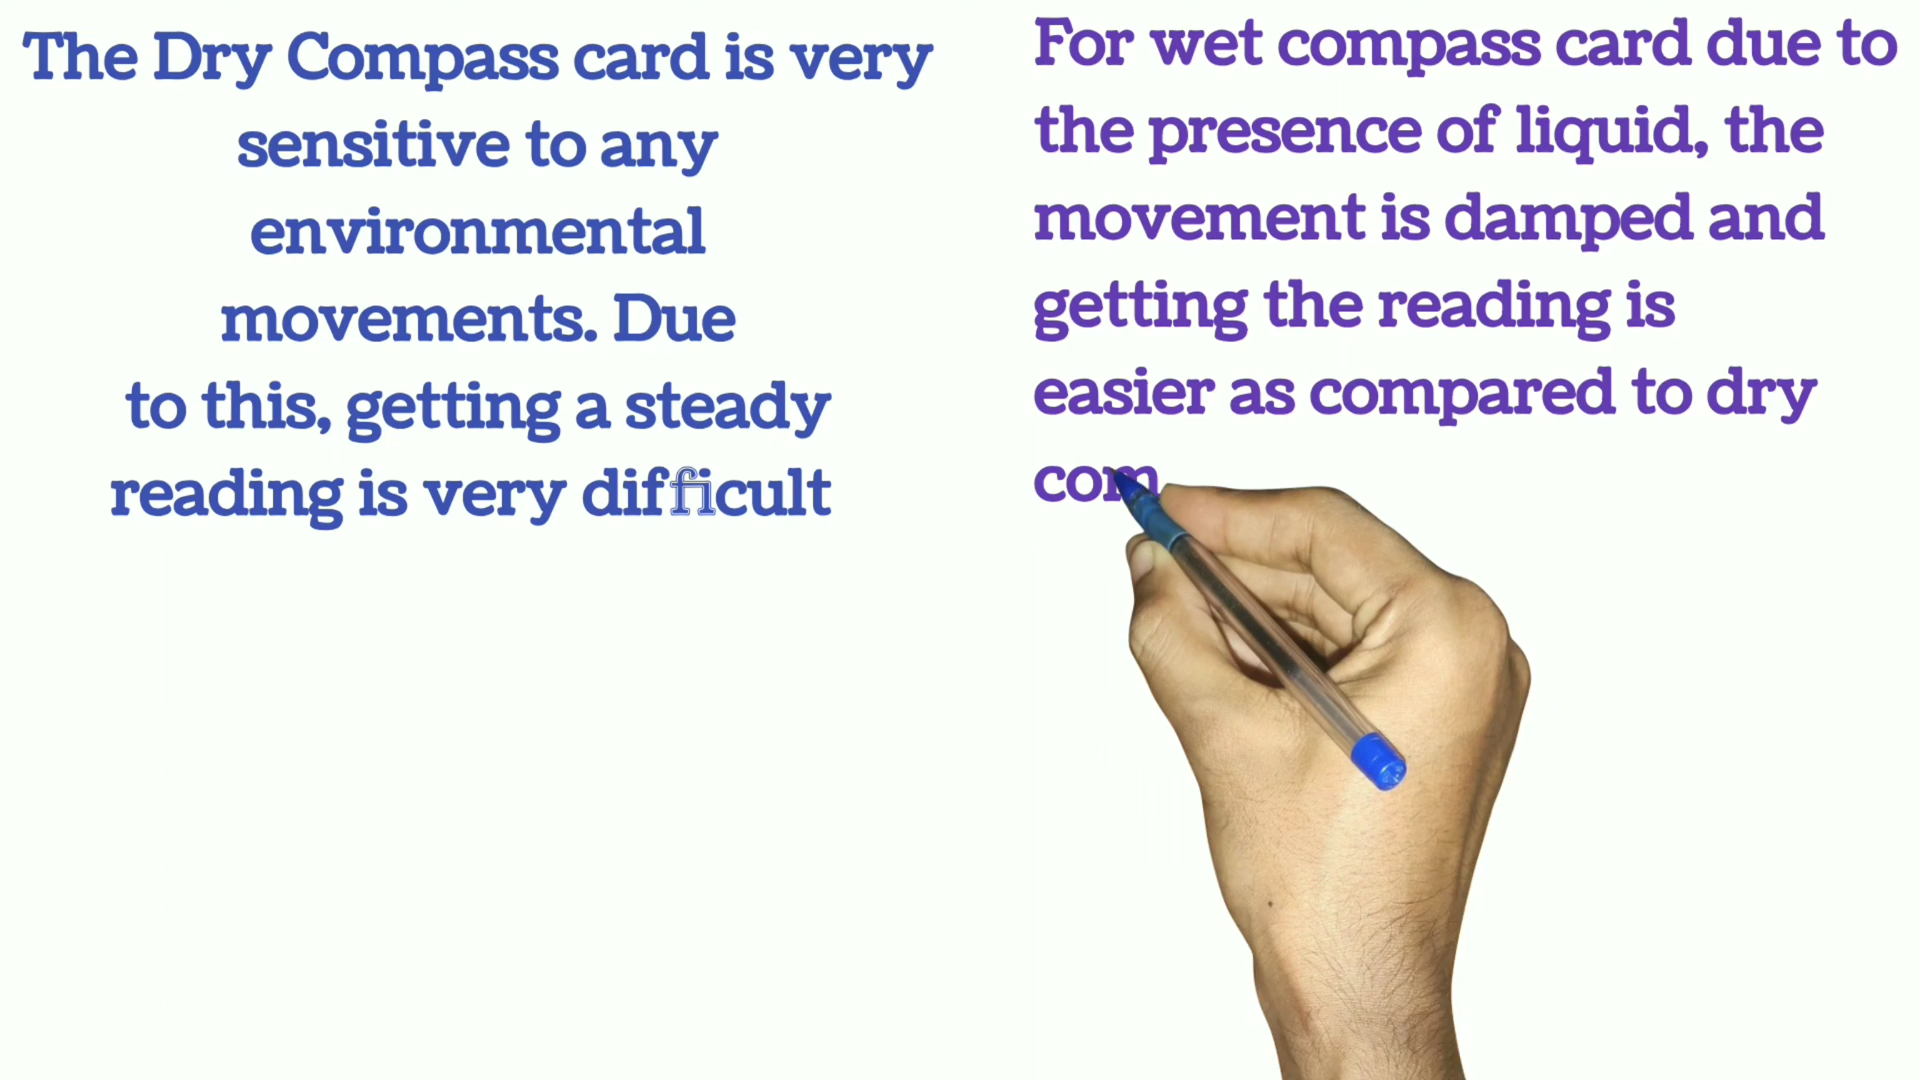 The Dry Compass card is very
sensitive to any
environmental
movements. Due
to this, getting a steady
reading is very difficult
For wet compass card due to
the presence of liquid, the
movement is damped and
getting the reading is
easier as compared to dry
com